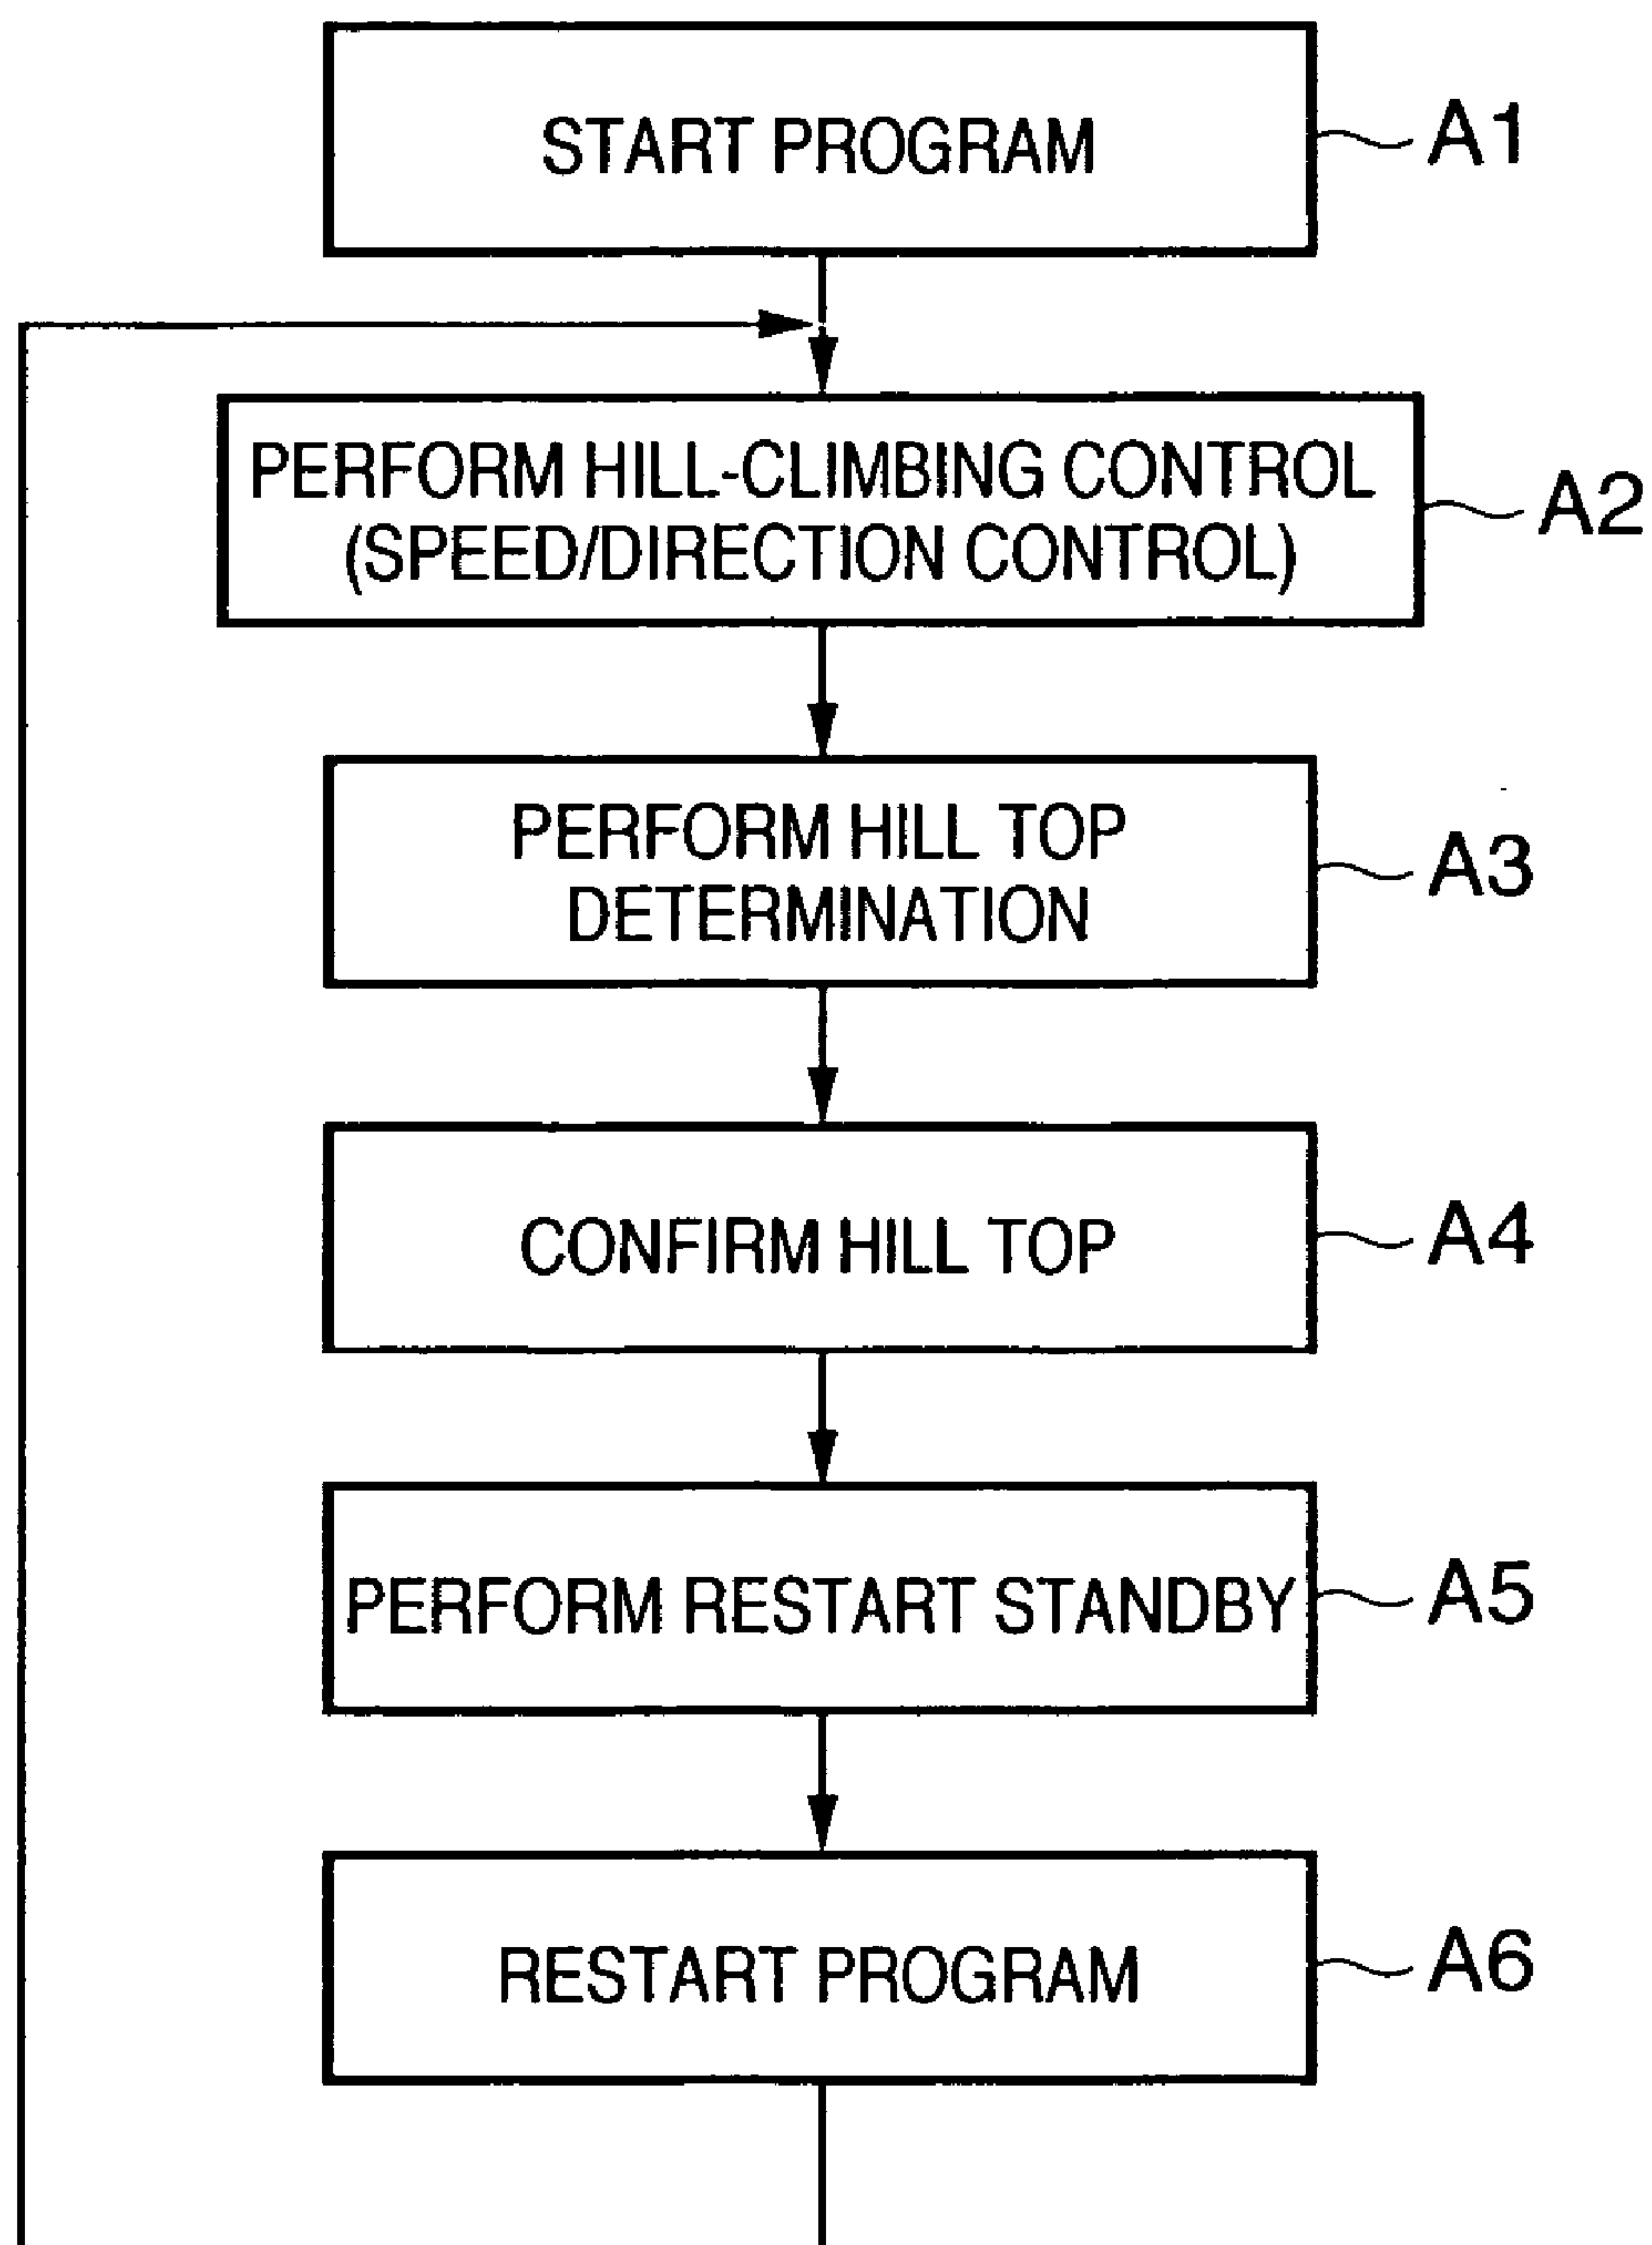 START PROGRAM
A1
PERFORM HILL-CLIMBING CONTROL
(SPEED/DIRECTION CONTROL)
A2
PERFORM HILL TOP
DETERMINATION
A3
CONFIRM HILL TOP
A4
PERFORM RESTART STANDBY
A5
RESTART PROGRAM
A6